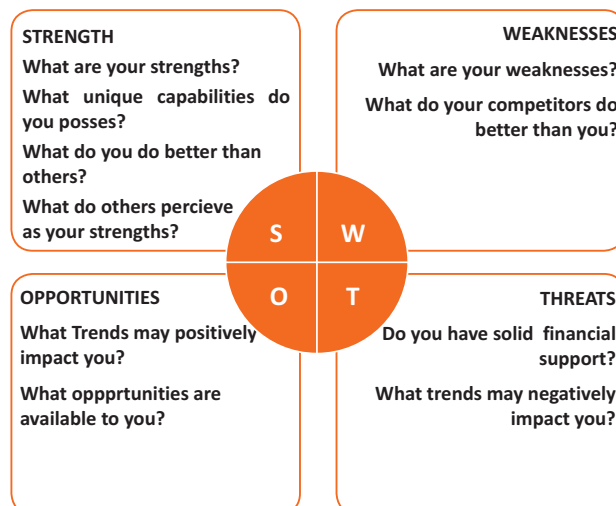 STRENGTH
What are your strengths?
What unique capabilities do
you posses?
What do you do better than
others?
What do others percieve
as your strengths?
WEAKNESSES
What are your weaknesses?
What do your competitors do
better than you?
S
W
O
T
OPPORTUNITIES
What Trends may positively
impact you?
What oppprtunities are
available to you?
THREATS
Do you have solid financial
support?
What trends may negatively
impact you?